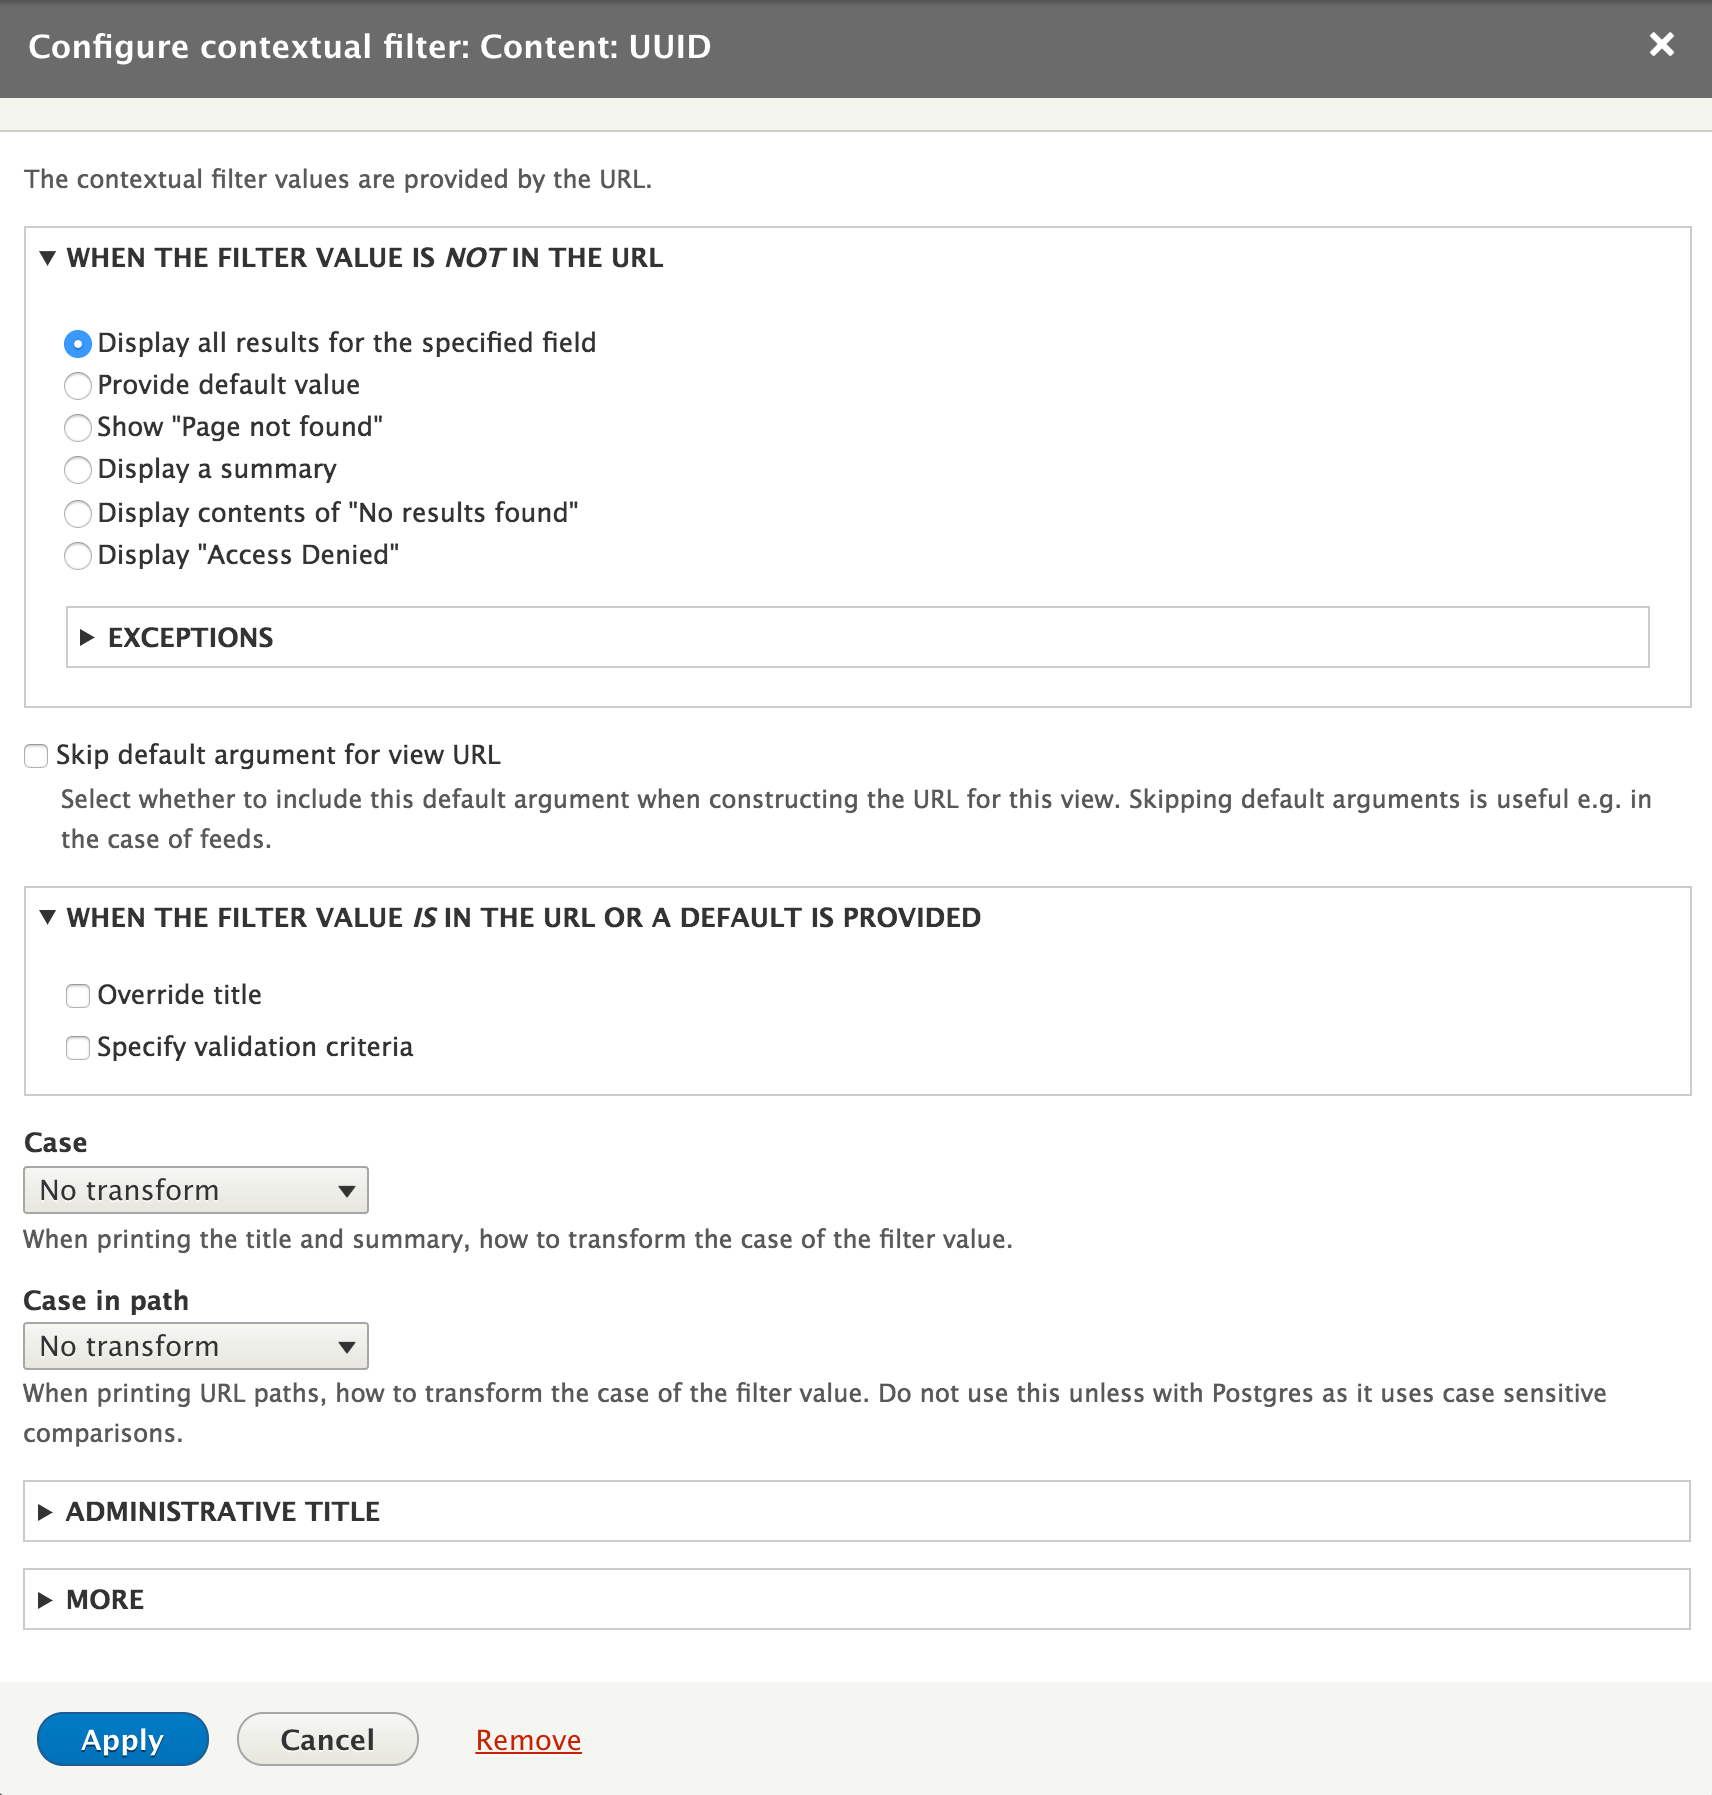 Configure contextual filter: Content: UUID
The contextual filter values are provided by the URL.
WHEN THE FILTER VALUE IS NOT IN THE URL
Display all results for the specified field
Provide default value
Show "Page not found"
Display a summary
Display contents of "No results found"
Display "Access Denied"
EXCEPTIONS
Skip default argument for view URL
Select whether to include this default argument when constructing the URL for this view. Skipping default arguments is useful e.g. in
the case of feeds.
WHEN THE FILTER VALUE IS IN THE URL OR A DEFAULT IS PROVIDED
Override title
Specify validation criteria
Case
No transform
When printing the title and summary, how to transform the case of the filter value.
Case in path
No transform
When printing URL paths, how to transform the case of the filter value. Do not use this unless with Postgres as it uses case sensitive
comparisons.
ADMINISTRATIVE TITLE
MORE
Apply Cancel Remove